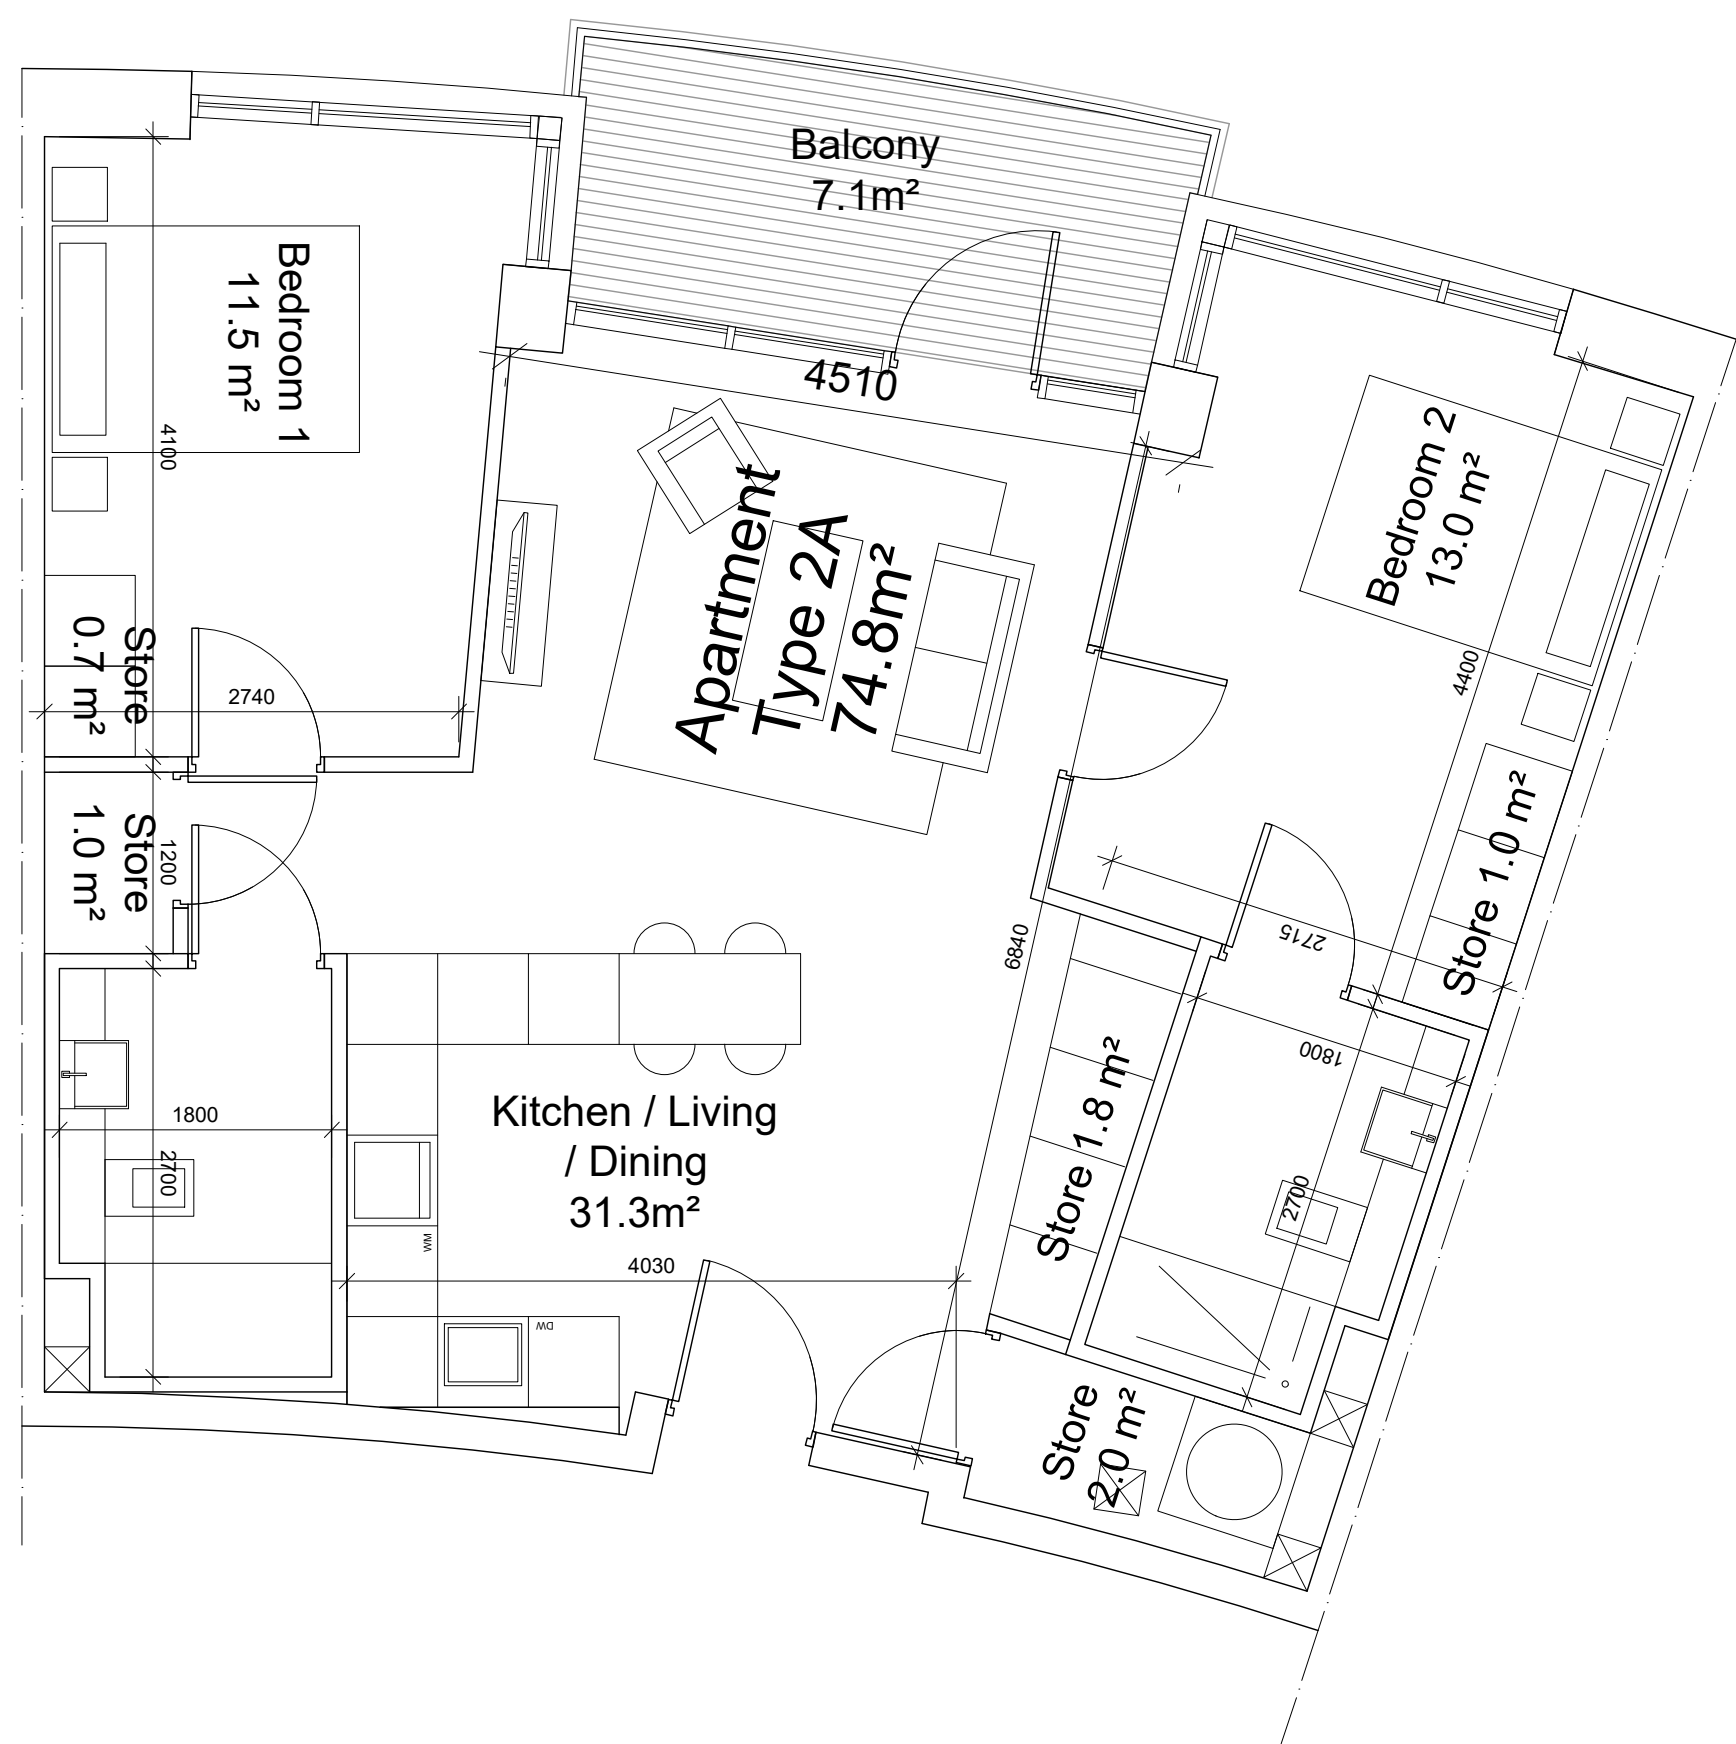 Balcony
7.1m²
Bedroom 1
11.5 m²
4100
4510
Bedroom 2
13.0 m²
4400
Apartment
Type 2A
74.8m²
Store
0.7 m²
2740
Store
1.0 m²
1200
Store 1.0 m²
2715
6840
1800
Store 1.8 m²
2700
Kitchen / Living
/ Dining
31.3m²
1800
2700
WM
4030
DW
Store
2.0 m²